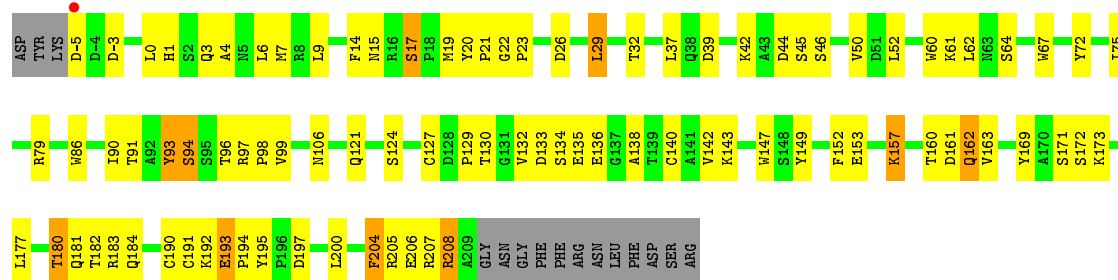 ASP TYR LYS D-5 D-4 D-3 L0 H1 S2 Q3 A4 N5 L6 M7 R8 L9 F14 N15 R16 S17 P18 M19 Y20 P21 G22 P23 D26 L29 T32 L37 Q38 D39 K42 A43 D44 S45 S46 V50 D51 L52 W60 K61 L62 N63 S64 W67 Y72
R79 W86 I90 T91 A92 Y93 S94 S95 T96 R97 P98 V99 N106 Q121 S124 C127 D128 P129 T130 G131 V132 D133 S134 E135 E136 G137 A138 T139 C140 A141 V142 K143 W147 S148 Y149 F152 E153 K157 T160 D161 Q162 V163 Y169 A170 S171 S172 K173
L177 T180 Q181 T182 R183 Q184 C190 C191 K192 E193 P194 Y195 P196 D197 L200 F204 R205 E206 R207 R208 A209 GLY ASN GLY PHE PHE ARG ASN LEU PHE ASP SER ARG